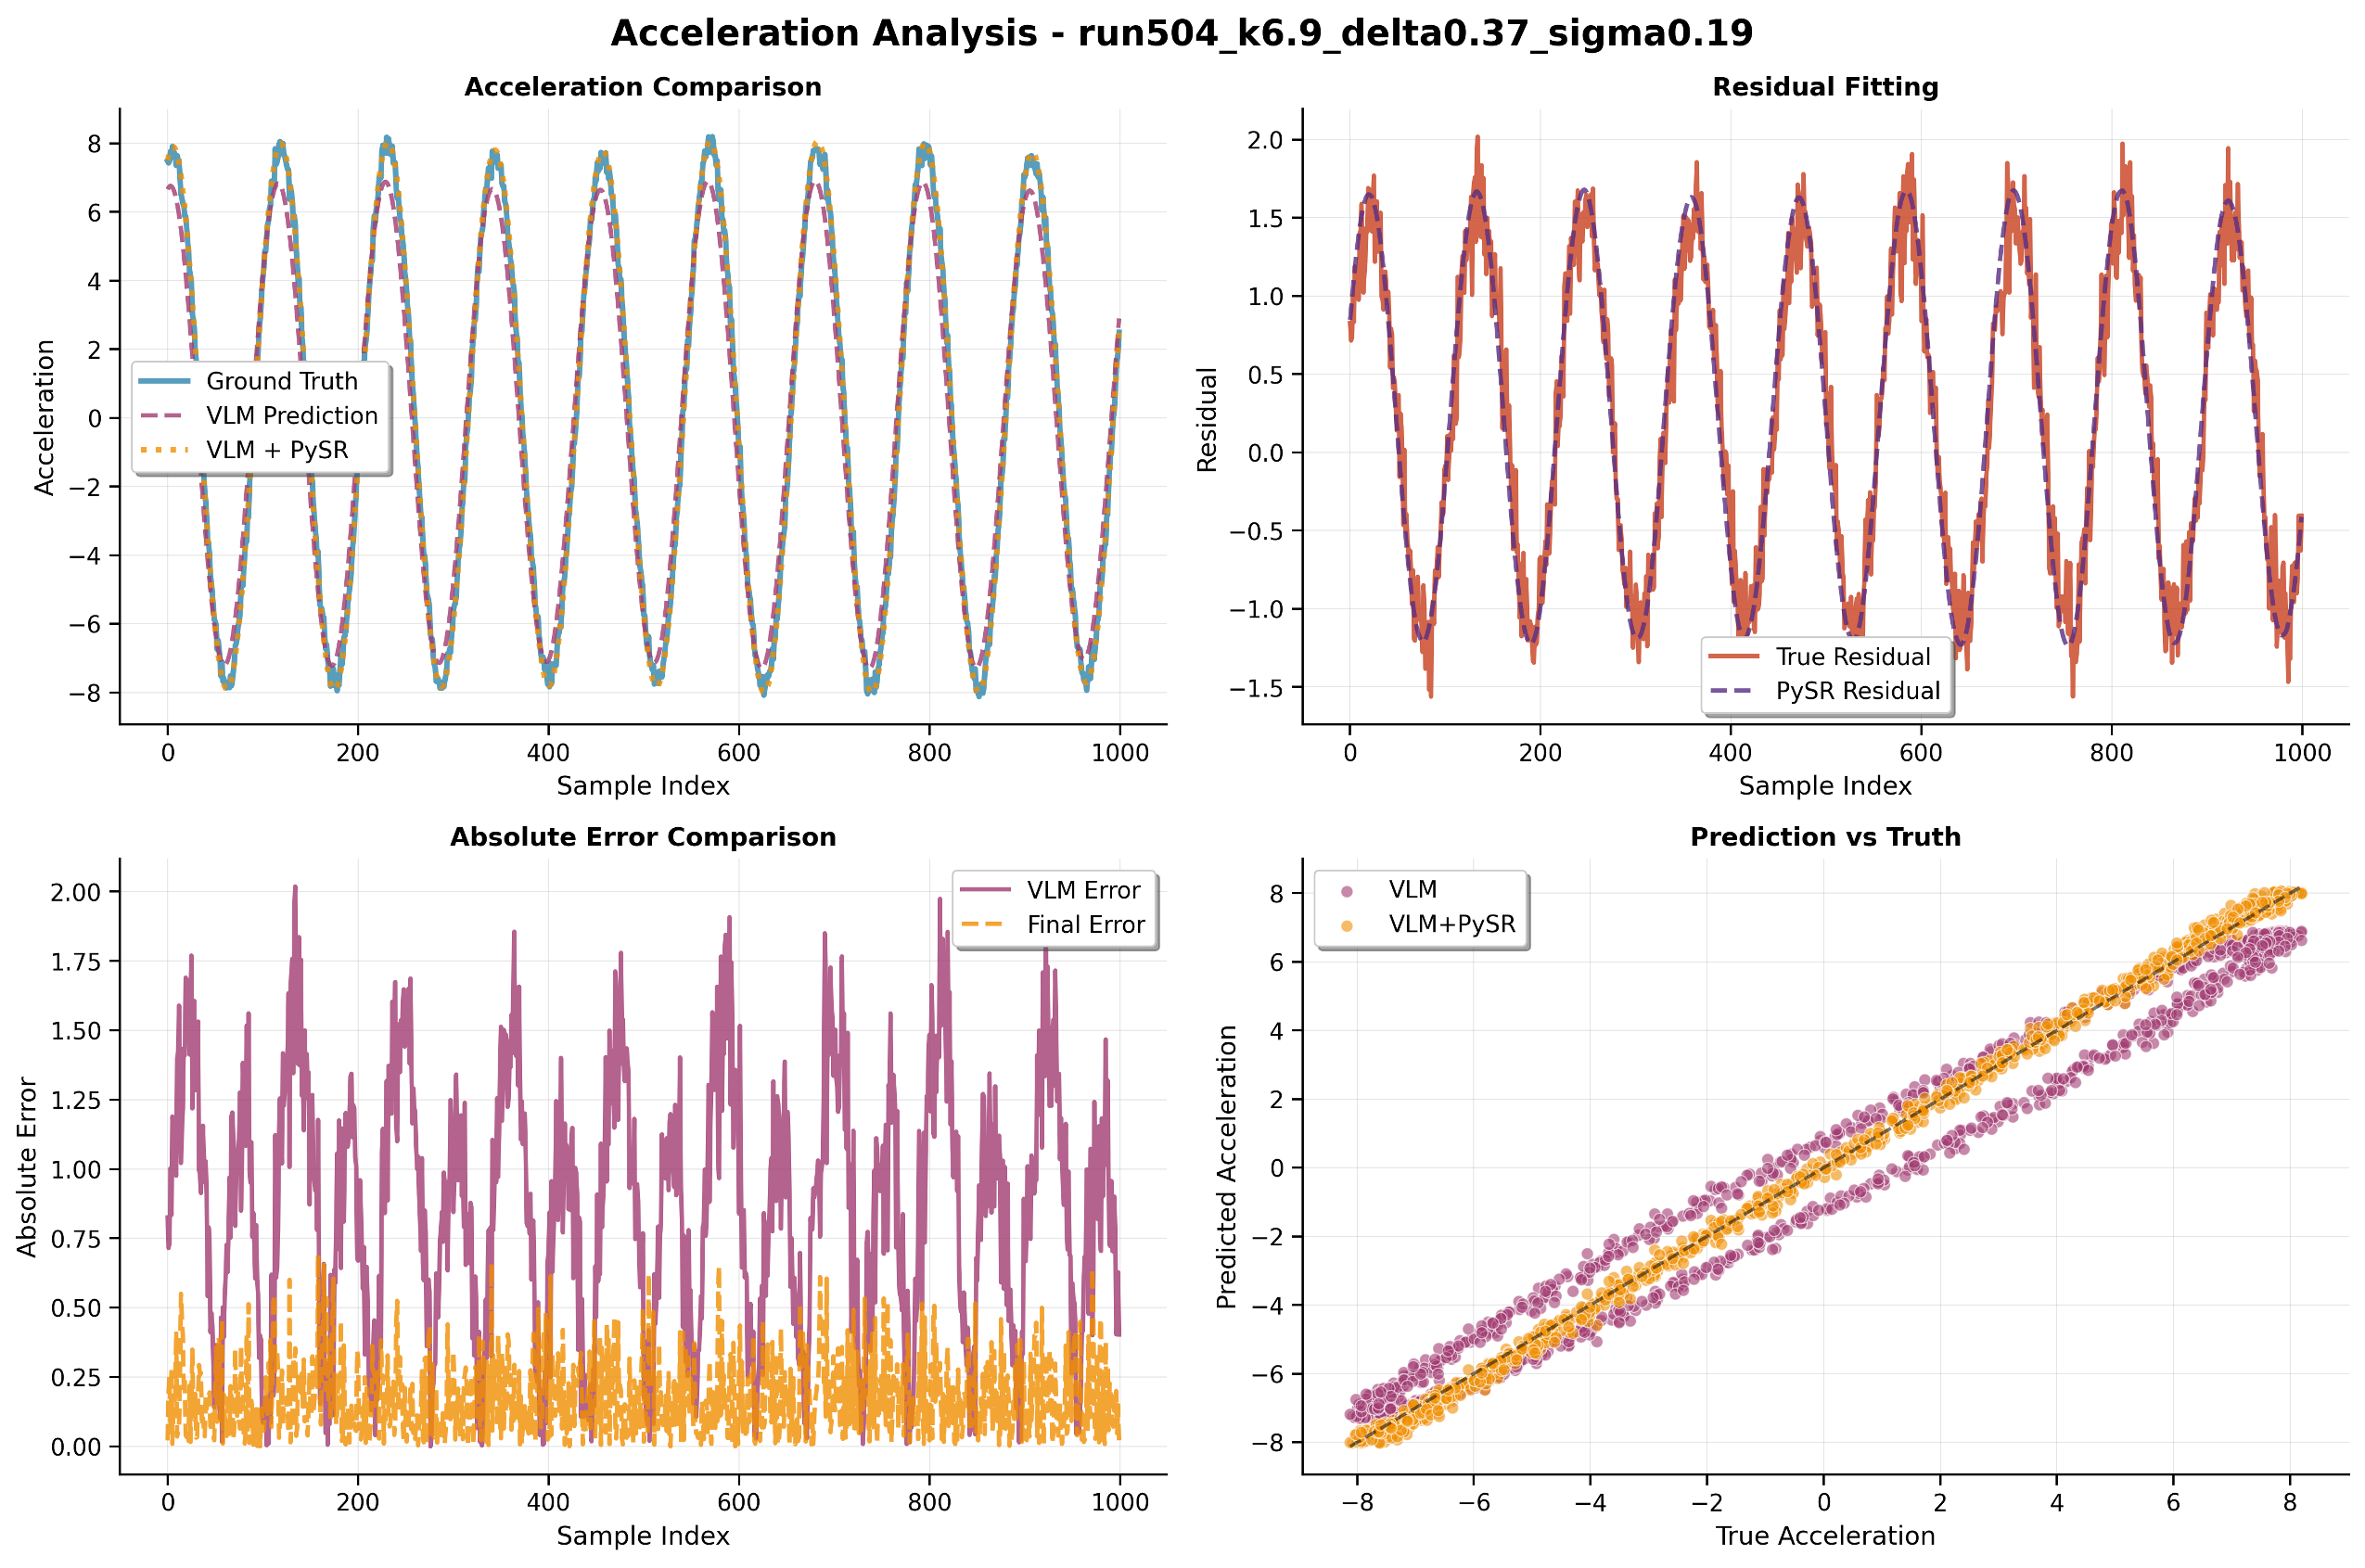 Acceleration Analysis - run504_k6.9_delta0.37_sigma0.19
Acceleration Comparison
Acceleration
8
6
4
2
0
−2
−4
−6
−8
Ground Truth
VLM Prediction
VLM + PySR
0 200 400 600 800 1000
Sample Index
Residual Fitting
Residual
2.0
1.5
1.0
0.5
0.0
−0.5
−1.0
−1.5
True Residual
PySR Residual
0 200 400 600 800 1000
Sample Index
Absolute Error Comparison
Absolute Error
2.00
1.75
1.50
1.25
1.00
0.75
0.50
0.25
0.00
VLM Error
Final Error
0 200 400 600 800 1000
Sample Index
Prediction vs Truth
Predicted Acceleration
8
6
4
2
0
−2
−4
−6
−8
VLM
VLM+PySR
−8 −6 −4 −2 0 2 4 6 8
True Acceleration